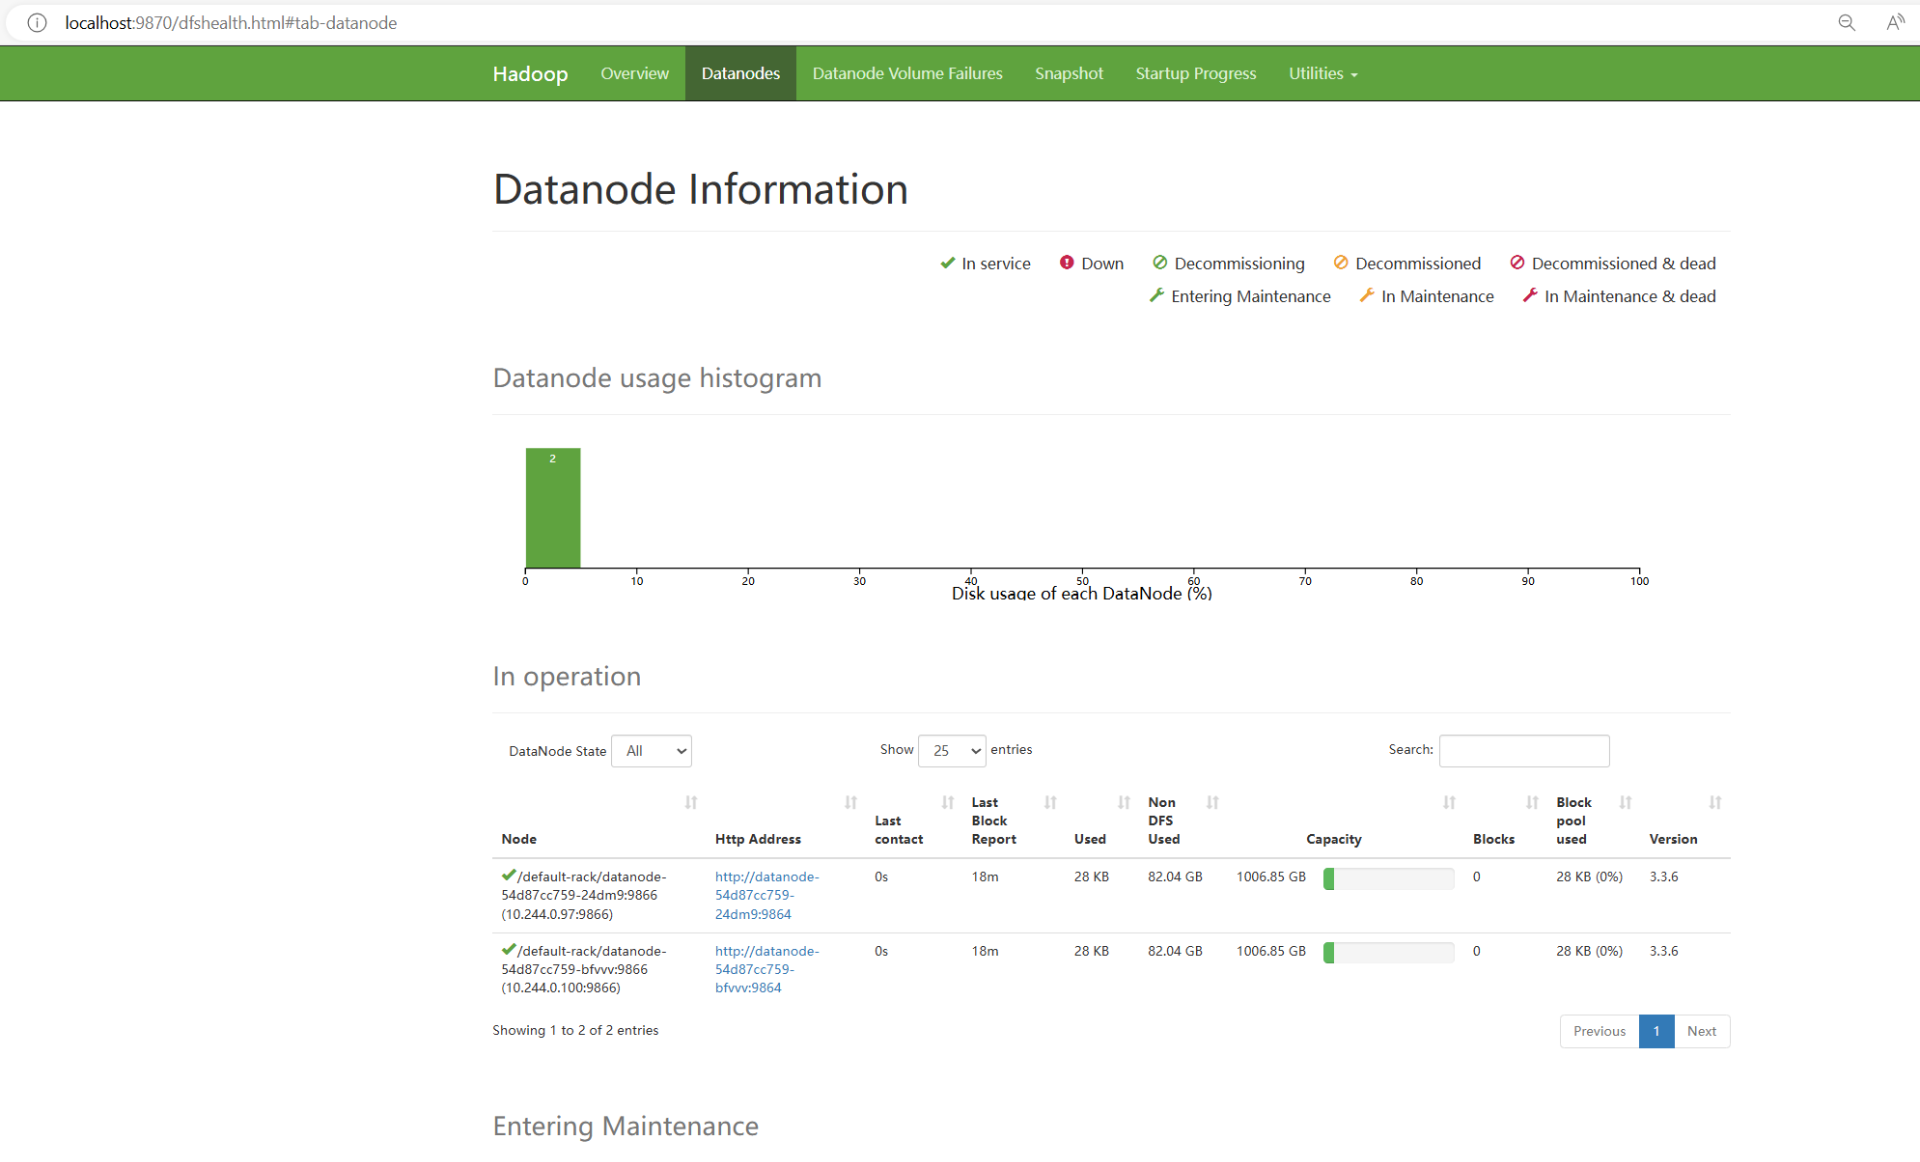 localhost:9870/dfshealth.html#tab-datanode
Hadoop Overview Datanodes Datanode Volume Failures Snapshot Startup Progress Utilities
Datanode Information
In service Down Decommissioning Decommissioned Decommissioned & dead
Entering Maintenance In Maintenance In Maintenance & dead
Datanode usage histogram
2
0 10 20 30 40 50 60 70 80 90 100
Disk usage of each DataNode (%)
In operation
DataNode State All Show 25 entries Search:
Node Http Address Last contact Last Block Report Used Non DFS Used Capacity Blocks Block pool used Version
/default-rack/datanode- http://datanode- 0s 18m 28 KB 82.04 GB 1006.85 GB 0 28 KB (0%) 3.3.6
54d87cc759-24dm9:9866 54d87cc759-
(10.244.0.97:9866) 24dm9:9864
/default-rack/datanode- http://datanode- 0s 18m 28 KB 82.04 GB 1006.85 GB 0 28 KB (0%) 3.3.6
54d87cc759-bfvvv:9866 54d87cc759-
(10.244.0.100:9866) bfvvv:9864
Showing 1 to 2 of 2 entries Previous 1 Next
Entering Maintenance